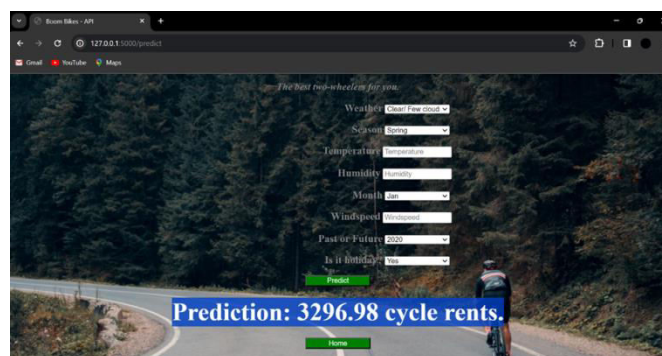 Boom Bikes - API
127.0.0.1:5000/predict
Gmail YouTube Maps
The best two-wheelers for you.
Weather Clear/ Few cloud
Season Spring
Temperature Temperature
Humidity Humidity
Month Jan
Windspeed Windspeed
Past or Future 2020
Is it holiday? Yes
Predict
Prediction: 3296.98 cycle rents.
Home